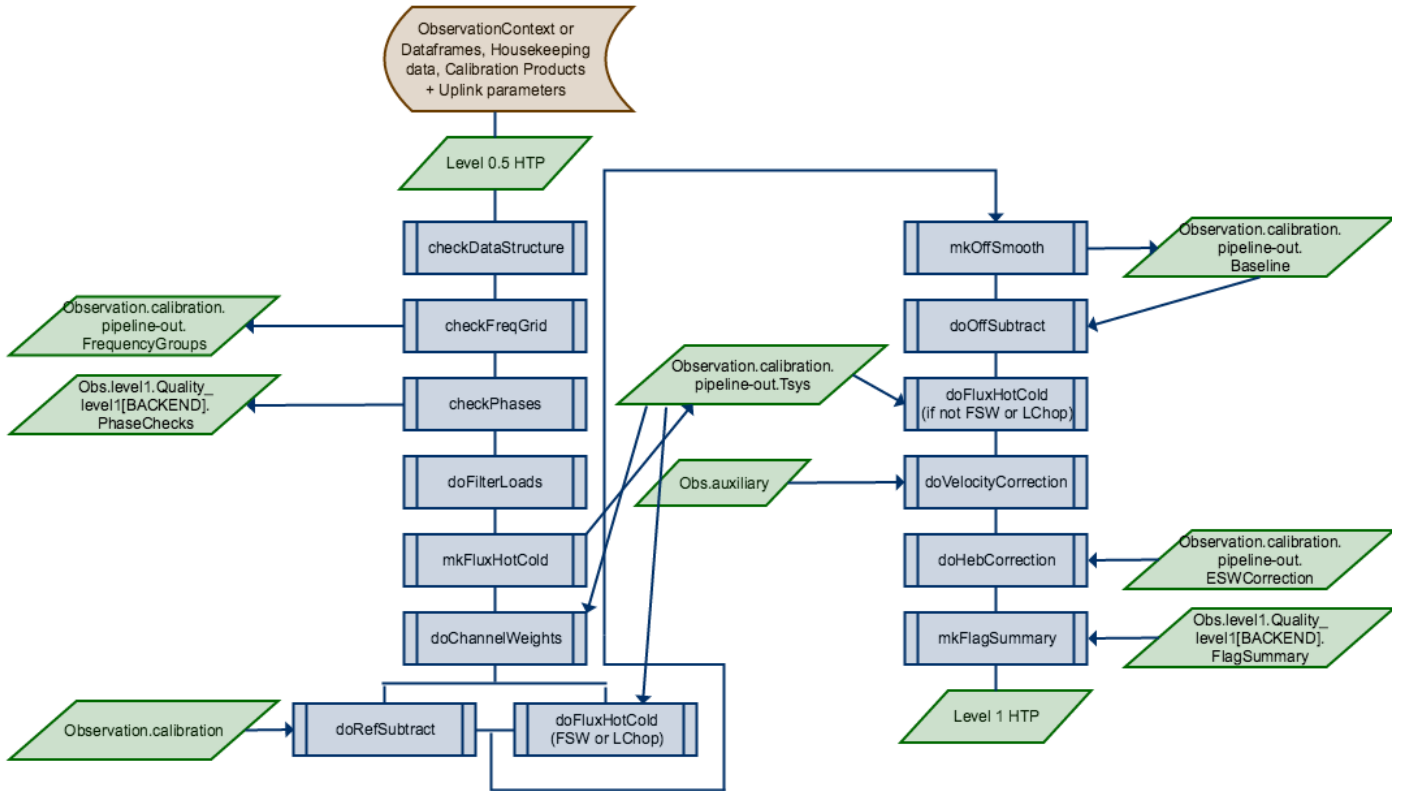 ObservationContext or
Dataframes, Housekeeping
data, Calibration Products
+ Uplink parameters
Level 0.5 HTP
checkDataStructure
checkFreqGrid
Observation.calibration.
pipeline-out.
FrequencyGroups
checkPhases
Obs.level1.Quality_
level1[BACKEND].
PhaseChecks
doFilterLoads
mkFluxHotCold
doChannelWeights
Observation.calibration
doRefSubtract
doFluxHotCold
(FSW or LChop)
Observation.calibration.
pipeline-out.Tsys
Obs.auxiliary
mkOffSmooth
Observation.calibration.
pipeline-out.
Baseline
doOffSubtract
doFluxHotCold
(if not FSW or LChop)
doVelocityCorrection
doHebCorrection
Observation.calibration.
pipeline-out.
ESWCorrection
mkFlagSummary
Obs.level1.Quality_
level1[BACKEND].
FlagSummary
Level 1 HTP